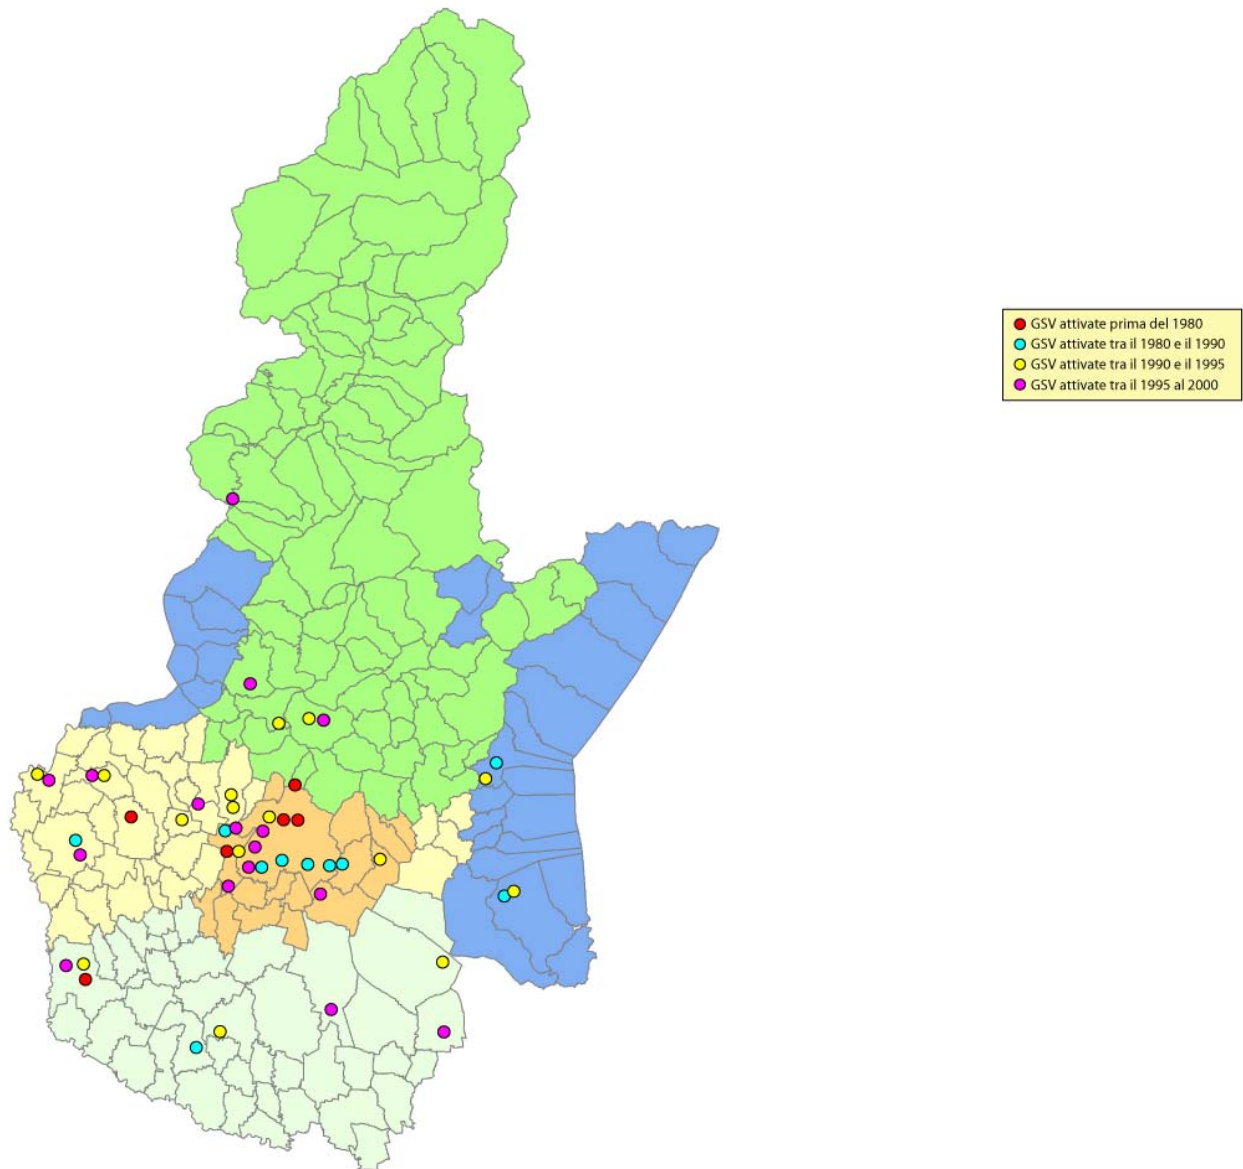 GSV attivate prima del 1980
GSV attivate tra il 1980 e il 1990
GSV attivate tra il 1990 e il 1995
GSV attivate tra il 1995 al 2000